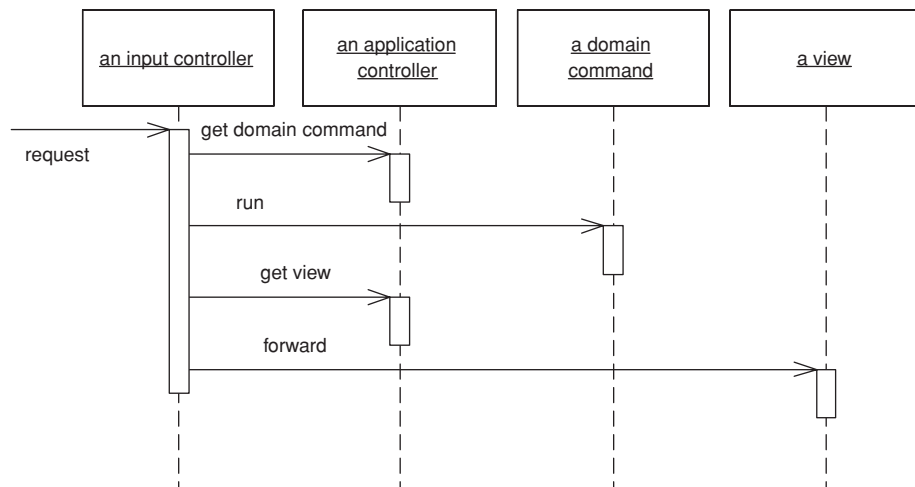 an input controller
an application
controller
a domain
command
a view
get domain command
request
run
get view
forward